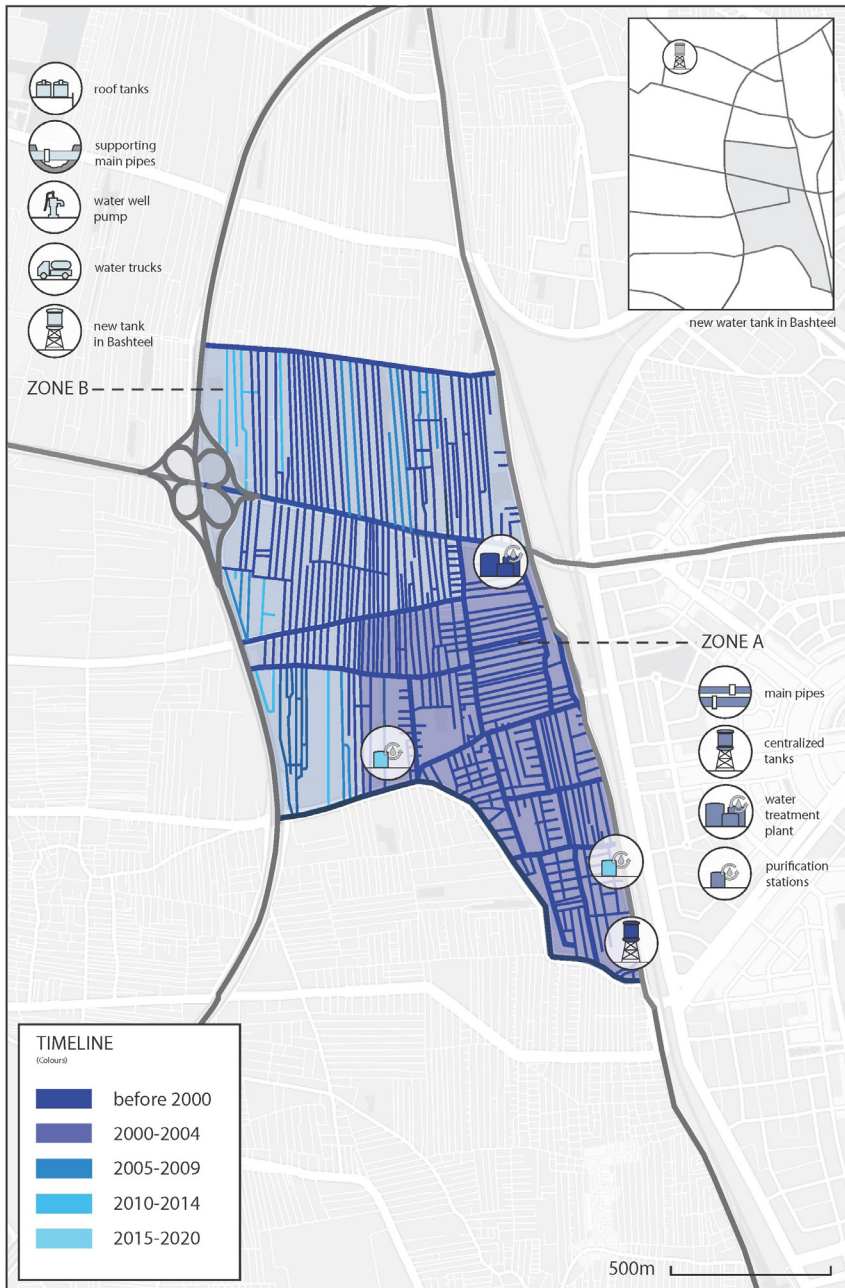 roof tanks
supporting
main pipes
water well
pump
water trucks
new tank
in Bashteel
new water tank in Bashteel
ZONE B
ZONE A
main pipes
centralized
tanks
water
treatment
plant
purification
stations
TIMELINE
(Colours)
before 2000
2000-2004
2005-2009
2010-2014
2015-2020
500m